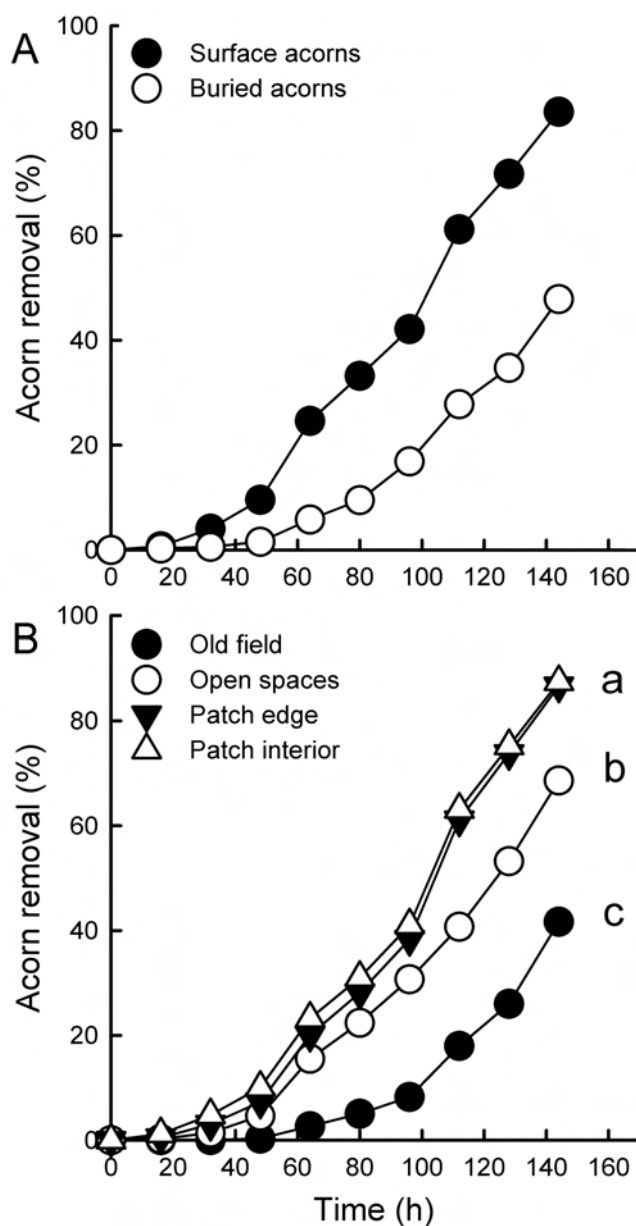 A
Surface acorns
Buried acorns
100
80
60
40
20
0
Acorn removal (%)
0 20 40 60 80 100 120 140 160
B
Old field
Open spaces
Patch edge
Patch interior
100
80
60
40
20
0
Acorn removal (%)
a
b
c
0 20 40 60 80 100 120 140 160
Time (h)